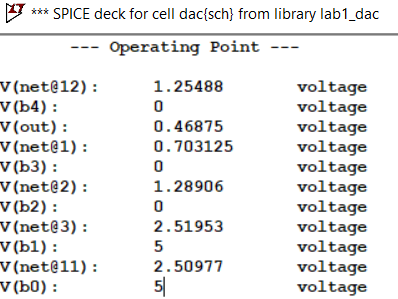 *** SPICE deck for cell dac{sch} from library lab1_dac
--- Operating Point ---
V(net@12): 1.25488 voltage
V(b4): 0 voltage
V(out): 0.46875 voltage
V(net@1): 0.703125 voltage
V(b3): 0 voltage
V(net@2): 1.28906 voltage
V(b2): 0 voltage
V(net@3): 2.51953 voltage
V(b1): 5 voltage
V(net@11): 2.50977 voltage
V(b0): 5 voltage